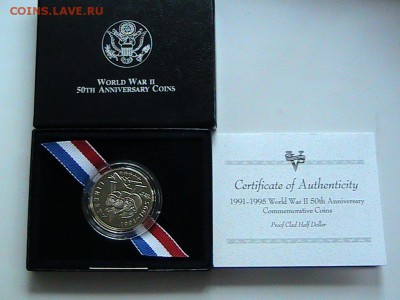 COINS.LAVE.RU
WORLD WAR II
50TH ANNIVERSARY COINS
Certificate of Authenticity
1991-1995 World War II 50th Anniversary
Commemorative Coins
Proof Clad Half Dollar